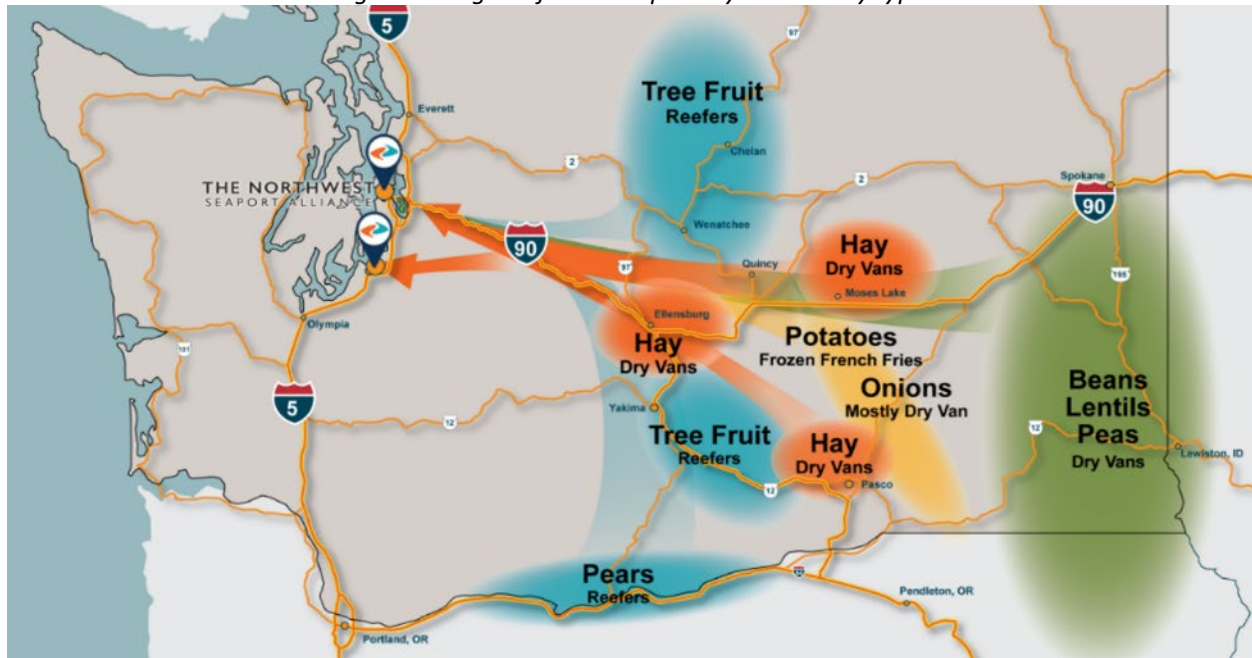 5
97
Everett
Tree Fruit
Reefers
Chelan
2
2
Spokane
THE NORTHWEST
SEAPORT ALLIANCE
90
Wenatchee
90
Hay
Dry Vans
97
Quincy
195
Moses Lake
Olympia
Ellensburg
Potatoes
Frozen French Fries
Hay
Dry Vans
101
Onions
Mostly Dry Van
Beans
Lentils
Peas
Dry Vans
5
Yakima
12
Tree Fruit
Reefers
Hay
Dry Vans
12
Lewiston, ID
12
Pasco
Pears
Reefers
Pendleton, OR
Portland, OR